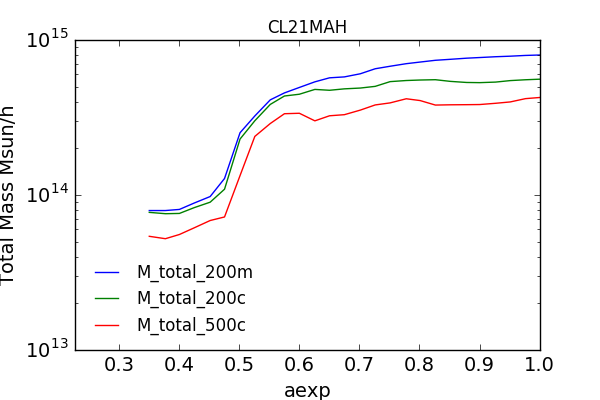 CL21MAH
10^15
10^14
10^13
Total Mass Msun/h
M_total_200m
M_total_200c
M_total_500c
0.3 0.4 0.5 0.6 0.7 0.8 0.9 1.0
aexp